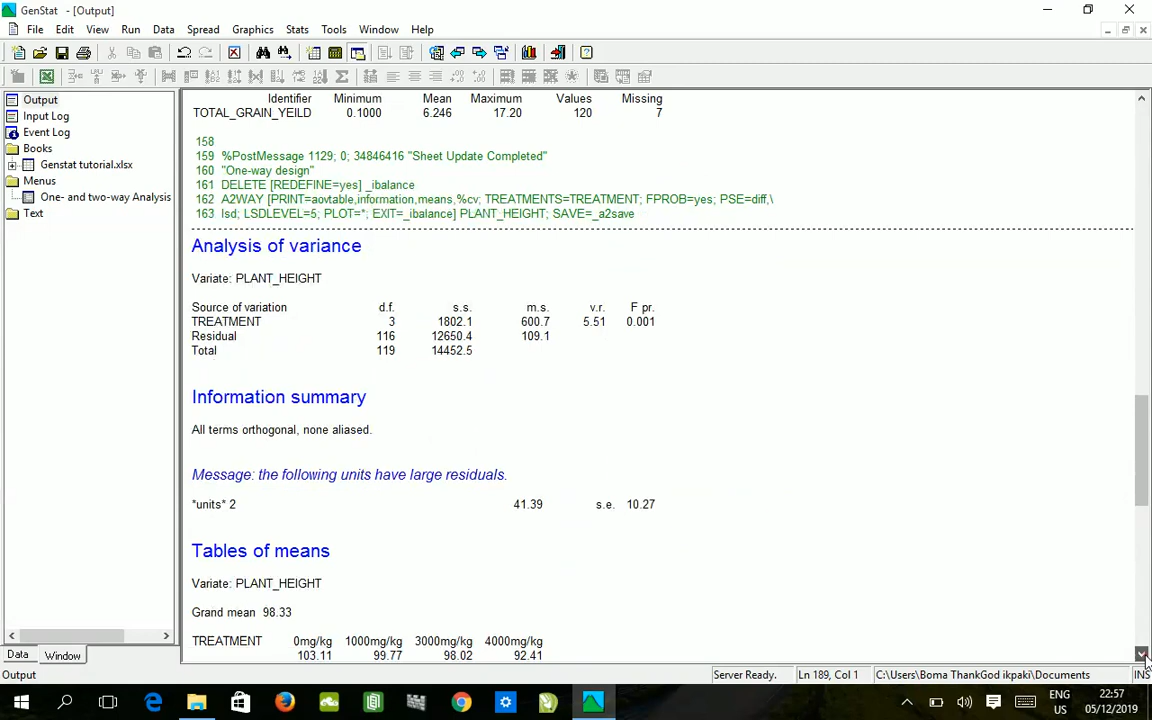 GenStat - [Output]
File Edit View Run Data Spread Graphics Stats Tools Window Help
Output
Input Log
Event Log
Books
Genstat tutorial.xlsx
Menus
One- and two-way Analysis
Text
Data Window
Identifier Minimum Mean Maximum Values Missing
TOTAL_GRAIN_YEILD 0.1000 6.246 17.20 120 7
158
159 %PostMessage 1129; 0; 34846416 "Sheet Update Completed"
160 "One-way design"
161 DELETE [REDEFINE=yes] _ibalance
162 A2WAY [PRINT=aovtable,information,means,%cv; TREATMENTS=TREATMENT; FPROB=yes; PSE=diff,\
163 lsd; LSDLEVEL=5; PLOT=*; EXIT=_ibalance] PLANT_HEIGHT; SAVE=_a2save
Analysis of variance
Variate: PLANT_HEIGHT
Source of variation d.f. s.s. m.s. v.r. F pr.
TREATMENT 3 1802.1 600.7 5.51 0.001
Residual 116 12650.4 109.1
Total 119 14452.5
Information summary
All terms orthogonal, none aliased.
Message: the following units have large residuals.
*units* 2 41.39 s.e. 10.27
Tables of means
Variate: PLANT_HEIGHT
Grand mean 98.33
TREATMENT 0mg/kg 1000mg/kg 3000mg/kg 4000mg/kg
103.11 99.77 98.02 92.41
Output Server Ready. Ln 189, Col 1 C:\Users\Boma ThankGod ikpaki\Documents INS
ENG
US
22:57
05/12/2019